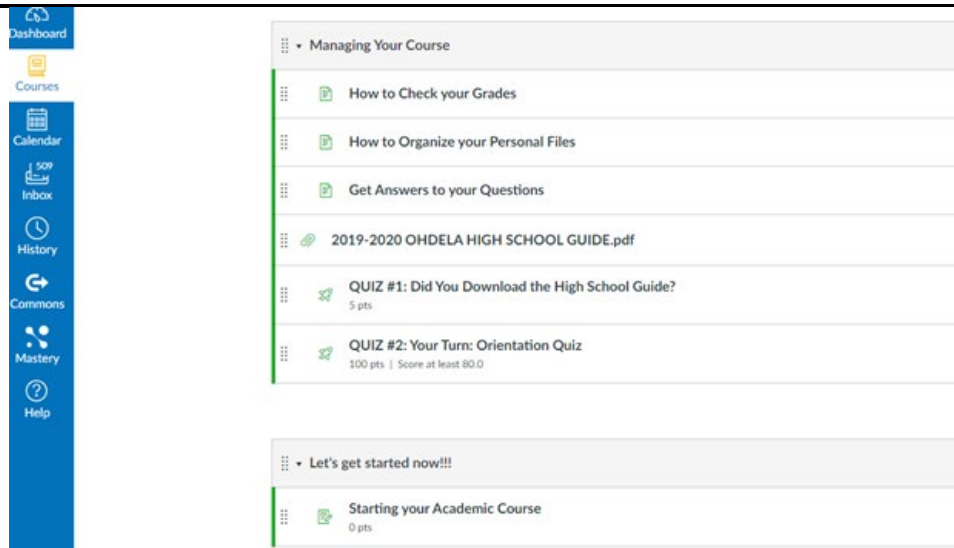 Dashboard
Courses
Calendar
509
Inbox
History
Commons
Mastery
Help
Managing Your Course
How to Check your Grades
How to Organize your Personal Files
Get Answers to your Questions
2019-2020 OHDELA HIGH SCHOOL GUIDE.pdf
QUIZ #1: Did You Download the High School Guide?
5 pts
QUIZ #2: Your Turn: Orientation Quiz
100 pts | Score at least 80.0
Let's get started now!!!
Starting your Academic Course
0 pts